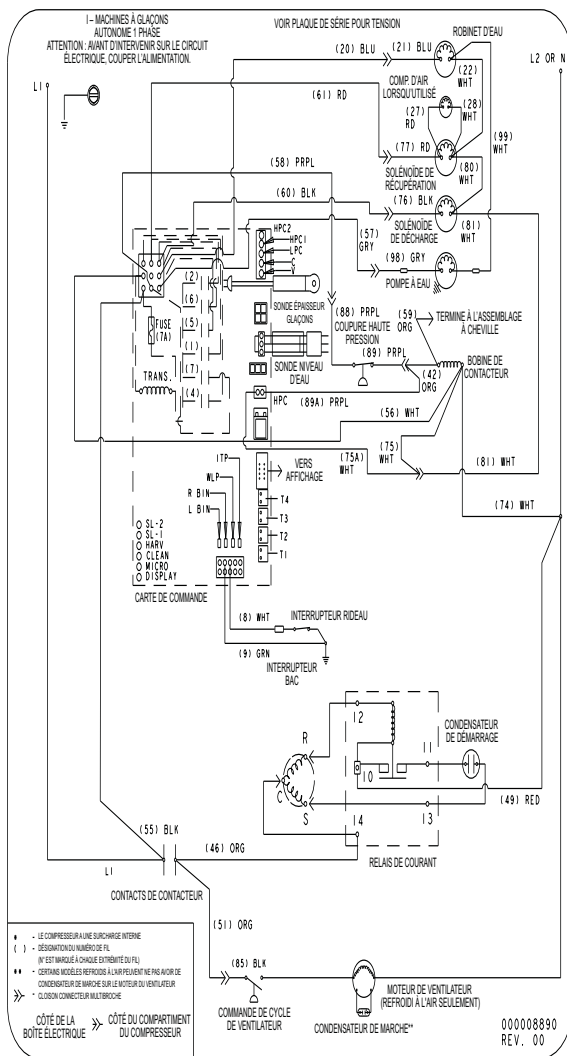 I – MACHINES À GLAÇONS
AUTONOME 1 PHASE
ATTENTION : AVANT D'INTERVENIR SUR LE CIRCUIT
ÉLECTRIQUE, COUPER L'ALIMENTATION.
VOIR PLAQUE DE SÉRIE POUR TENSION
ROBINET D'EAU
(20) BLU
(21) BLU
L1
L2 OR N
COMP. D'AIR
LORSQU'UTILISÉ
(22)
WHT
(61) RD
(27)
RD
(28)
WHT
(99)
WHT
(58) PRPL
(77) RD
(80)
WHT
SOLÉNOÏDE DE
RÉCUPÉRATION
(60) BLK
(76) BLK
SOLÉNOÏDE
DE DÉCHARGE
(81)
WHT
(57)
GRY
(98) GRY
POMPE À EAU
HPC2
HPC1
LPC
C
V
(2)
(6)
(5)
(1)
(7)
(4)
FUSE
(7A)
TRANS.
SONDE ÉPAISSEUR
GLAÇONS
SONDE NIVEAU
D'EAU
(88) PRPL
COUPURE HAUTE
PRESSION
(59)
ORG
TERMINE À L'ASSEMBLAGE
À CHEVILLE
(89) PRPL
(42)
ORG
BOBINE DE
CONTACTEUR
HPC
(89A) PRPL
(56) WHT
(75)
WHT
(75A)
WHT
(81) WHT
(74) WHT
VERS
AFFICHAGE
ITP
WLP
R BIN
L BIN
T4
T3
T2
T1
SL-2
SL-1
HARV
CLEAN
MICRO
DISPLAY
CARTE DE COMMANDE
(8) WHT
INTERRUPTEUR RIDEAU
(9) GRN
INTERRUPTEUR
BAC
12
R
CONDENSATEUR
DE DÉMARRAGE
11
10
C
S
13
(49) RED
14
RELAIS DE COURANT
(55) BLK
(46) ORG
L1
CONTACTS DE CONTACTEUR
(51) ORG
(85) BLK
COMMANDE DE CYCLE
DE VENTILATEUR
MOTEUR DE VENTILATEUR
(REFROIDI À L'AIR SEULEMENT)
CONDENSATEUR DE MARCHE**
* - LE COMPRESSEUR A UNE SURCHARGE INTERNE
( ) - DÉSIGNATION DU NUMÉRO DE FIL
(N° EST MARQUÉ À CHAQUE EXTRÉMITÉ DU FIL)
** - CERTAINS MODÈLES REFROIDIS À L'AIR PEUVENT NE PAS AVOIR DE
CONDENSATEUR DE MARCHE SUR LE MOTEUR DU VENTILATEUR
>> - CLOISON CONNECTEUR MULTIBROCHE
CÔTÉ DE LA
BOÎTE ÉLECTRIQUE >> CÔTÉ DU COMPARTIMENT
DU COMPRESSEUR
000008890
REV. 00